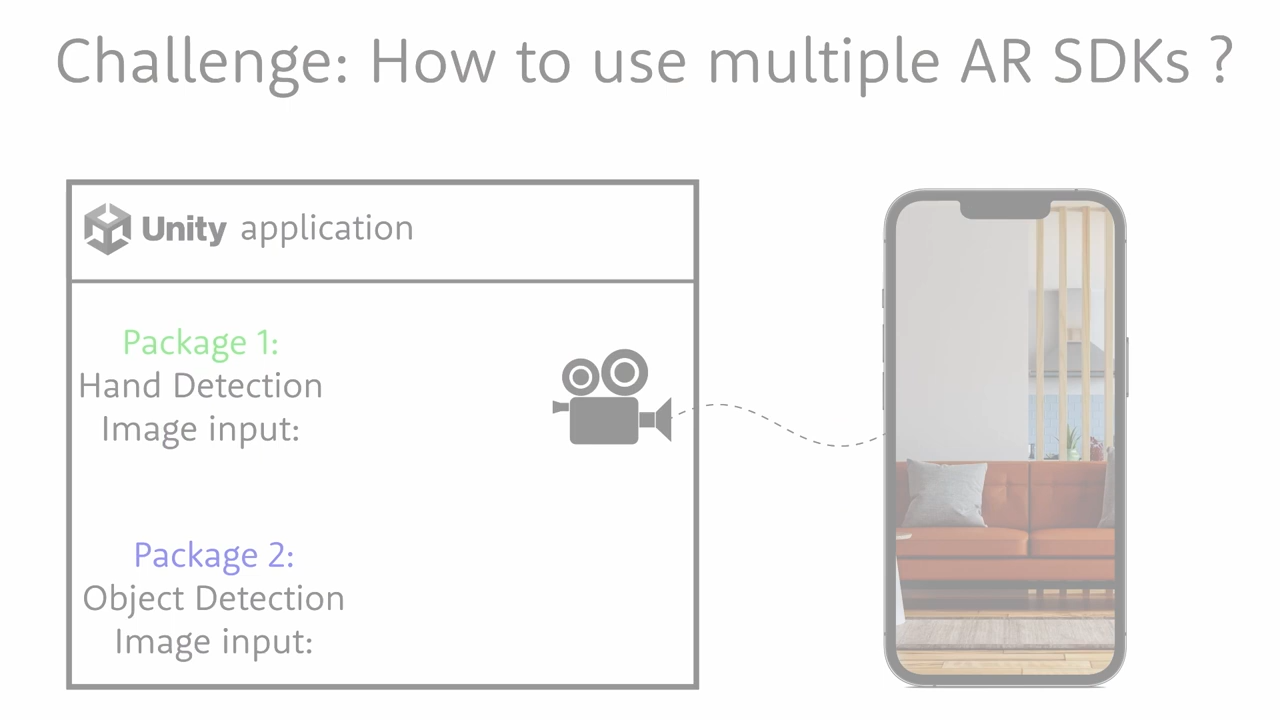 Challenge: How to use multiple AR SDKs ?
Unity application
Package 1:
Hand Detection
Image input:
Package 2:
Object Detection
Image input: